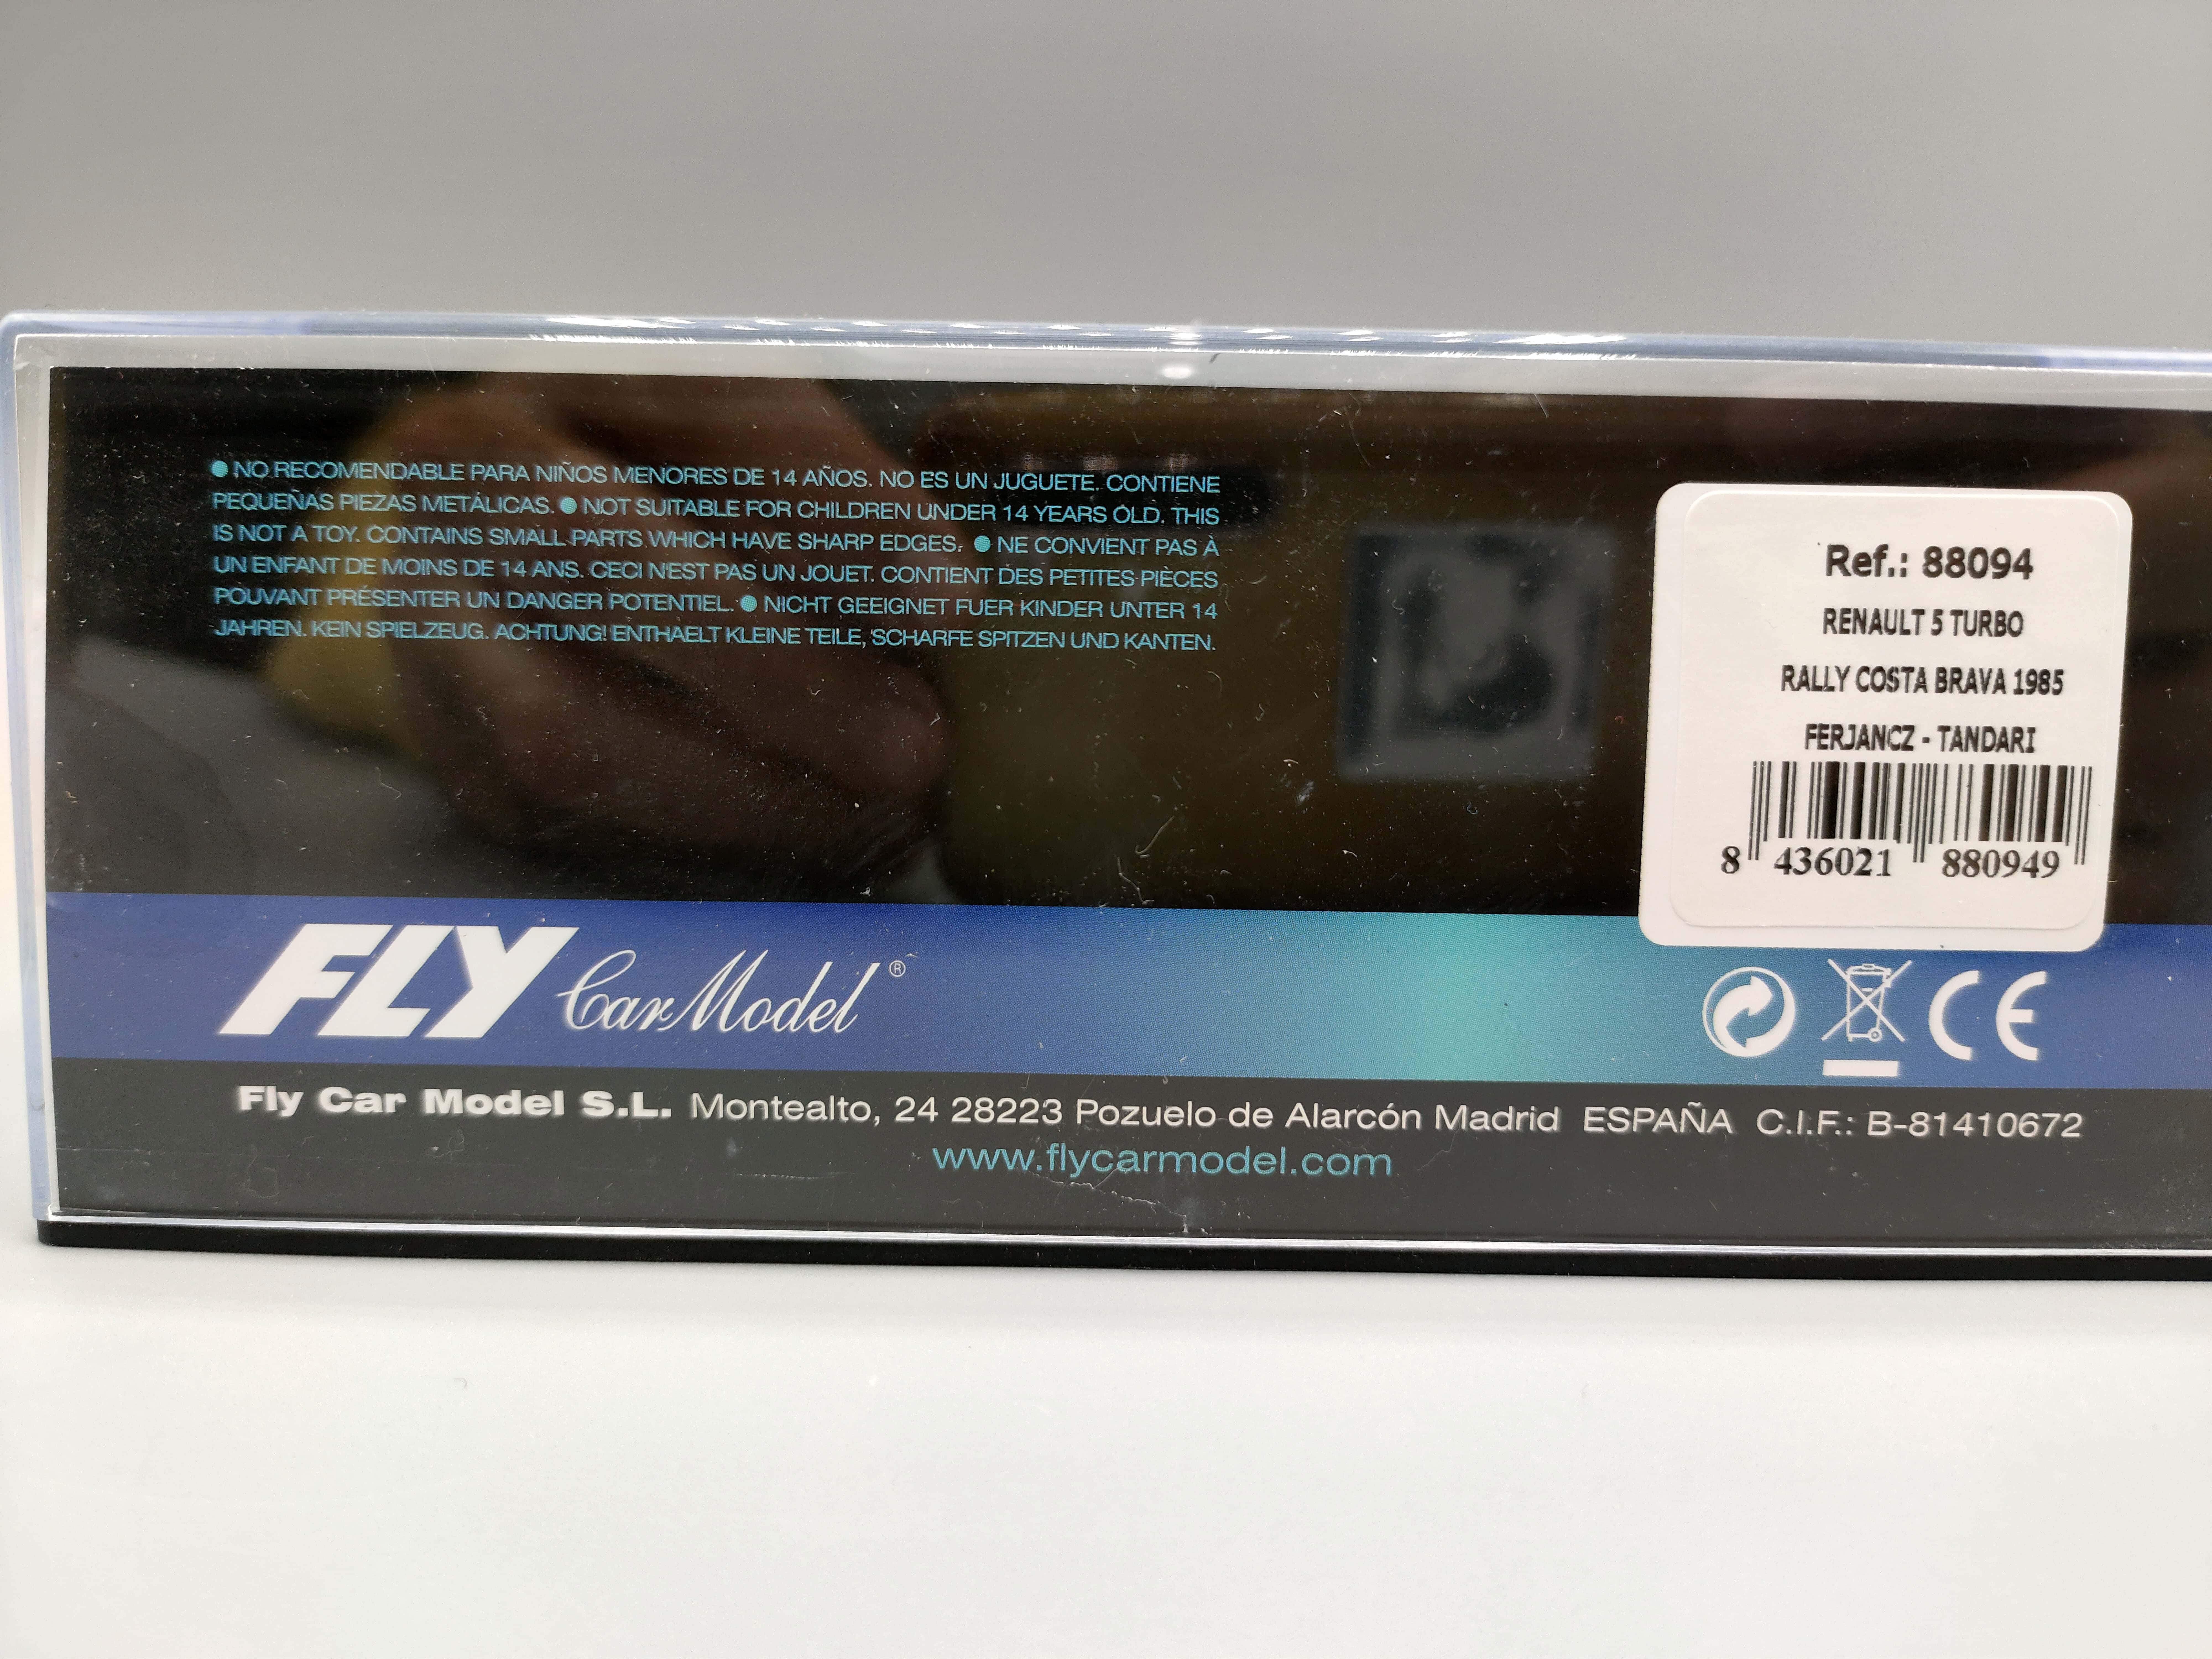 ● NO RECOMENDABLE PARA NIÑOS MENORES DE 14 AÑOS. NO ES UN JUGUETE. CONTIENE
PEQUEÑAS PIEZAS METÁLICAS. ● NOT SUITABLE FOR CHILDREN UNDER 14 YEARS OLD. THIS
IS NOT A TOY. CONTAINS SMALL PARTS WHICH HAVE SHARP EDGES. ● NE CONVIENT PAS À
UN ENFANT DE MOINS DE 14 ANS. CECI N'EST PAS UN JOUET. CONTIENT DES PETITES PIÈCES
POUVANT PRÉSENTER UN DANGER POTENTIEL. ● NICHT GEEIGNET FUER KINDER UNTER 14
JAHREN. KEIN SPIELZEUG. ACHTUNG! ENTHAELT KLEINE TEILE, SCHARFE SPITZEN UND KANTEN.
Ref.: 88094
RENAULT 5 TURBO
RALLY COSTA BRAVA 1985
FERJANCZ - TANDARI
8 436021 880949
FLY Car Model ®
CE
Fly Car Model S.L. Montealto, 24 28223 Pozuelo de Alarcón Madrid ESPAÑA C.I.F.: B-81410672
www.flycarmodel.com